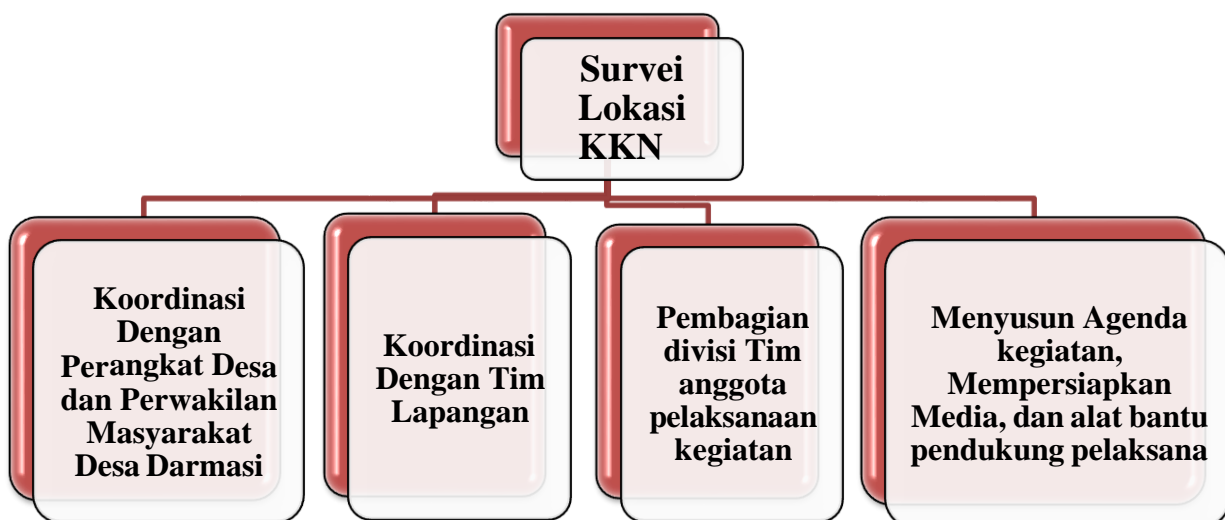 Survei
Lokasi
KKN
Koordinasi
Dengan
Perangkat Desa
dan Perwakilan
Masyarakat
Desa Darmasi
Koordinasi
Dengan Tim
Lapangan
Pembagian
divisi Tim
anggota
pelaksanaan
kegiatan
Menyusun Agenda
kegiatan,
Mempersiapkan
Media, dan alat bantu
pendukung pelaksana